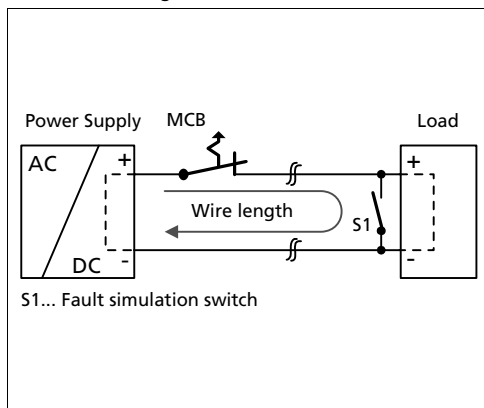 Power Supply MCB Load
AC + +
Wire length
S1
DC - -
S1... Fault simulation switch